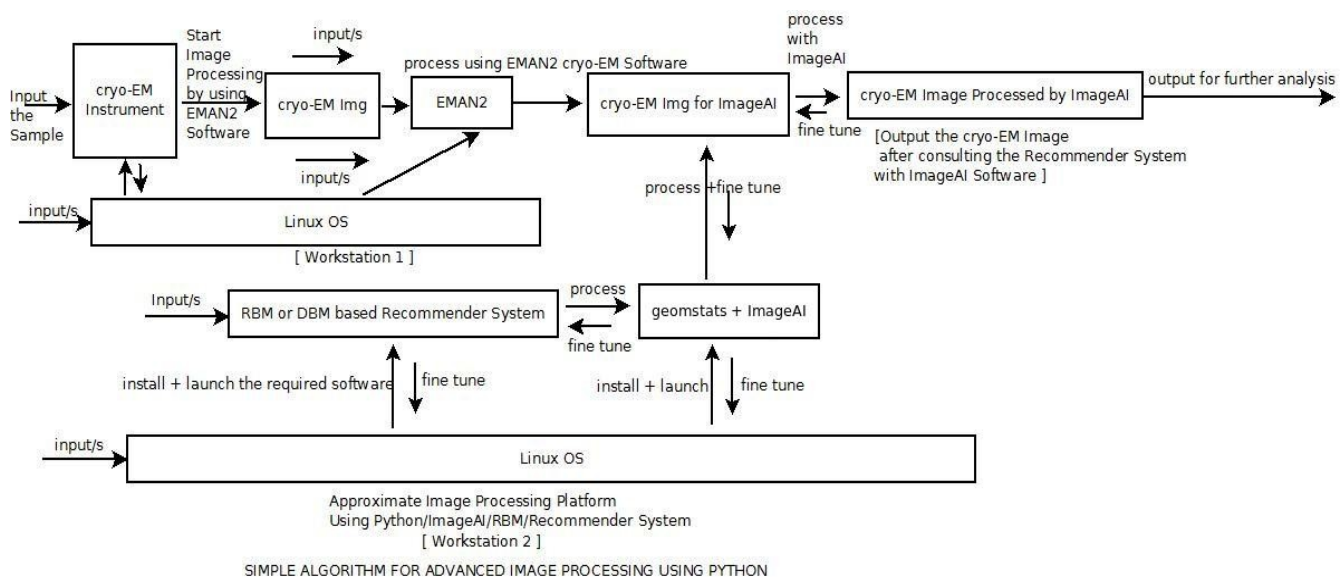 Input
the
Sample
cryo-EM
Instrument
Start
Image
Processing
by using
EMAN2
Software
input/s
cryo-EM Img
input/s
process using EMAN2 cryo-EM Software
EMAN2
cryo-EM Img for ImageAI
process
with
ImageAI
fine tune
cryo-EM Image Processed by ImageAI
output for further analysis
[Output the cryo-EM Image
after consulting the Recommender System
with ImageAI Software ]
input/s
Linux OS
[ Workstation 1 ]
process +fine tune
Input/s
RBM or DBM based Recommender System
process
fine tune
geomstats + ImageAI
install + launch the required software
fine tune
install + launch
fine tune
input/s
Linux OS
Approximate Image Processing Platform
Using Python/ImageAI/RBM/Recommender System
[ Workstation 2 ]
SIMPLE ALGORITHM FOR ADVANCED IMAGE PROCESSING USING PYTHON